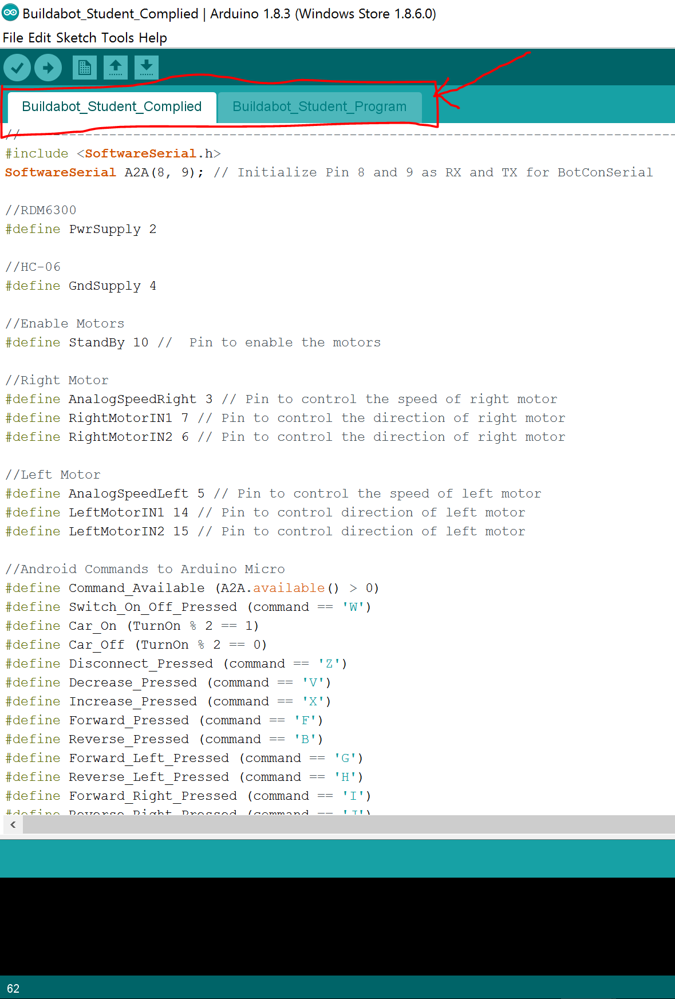 Buildabot_Student_Complied | Arduino 1.8.3 (Windows Store 1.8.6.0)
File Edit Sketch Tools Help
Buildabot_Student_Complied Buildabot_Student_Program
//---------------------------------------------------------------------------------
#include <SoftwareSerial.h>
SoftwareSerial A2A(8, 9); // Initialize Pin 8 and 9 as RX and TX for BotConSerial
//RDM6300
#define PwrSupply 2
//HC-06
#define GndSupply 4
//Enable Motors
#define StandBy 10 //  Pin to enable the motors
//Right Motor
#define AnalogSpeedRight 3 // Pin to control the speed of right motor
#define RightMotorIN1 7 // Pin to control the direction of right motor
#define RightMotorIN2 6 // Pin to control the direction of right motor
//Left Motor
#define AnalogSpeedLeft 5 // Pin to control the speed of left motor
#define LeftMotorIN1 14 // Pin to control direction of left motor
#define LeftMotorIN2 15 // Pin to control direction of left motor
//Android Commands to Arduino Micro
#define Command_Available (A2A.available() > 0)
#define Switch_On_Off_Pressed (command == 'W')
#define Car_On (TurnOn % 2 == 1)
#define Car_Off (TurnOn % 2 == 0)
#define Disconnect_Pressed (command == 'Z')
#define Decrease_Pressed (command == 'V')
#define Increase_Pressed (command == 'X')
#define Forward_Pressed (command == 'F')
#define Reverse_Pressed (command == 'B')
#define Forward_Left_Pressed (command == 'G')
#define Reverse_Left_Pressed (command == 'H')
#define Forward_Right_Pressed (command == 'I')
#define Reverse_Right_Pressed (command == 'J')
62